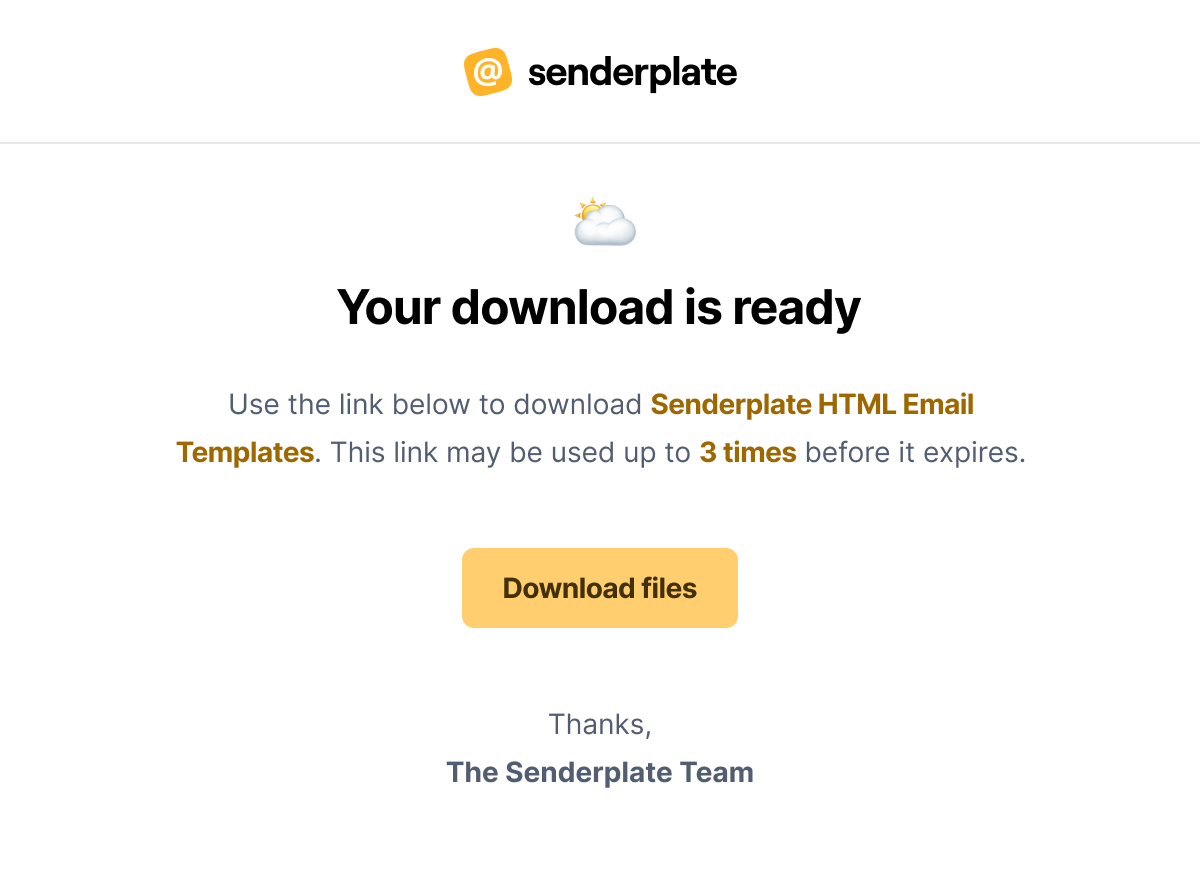 @ senderplate
Your download is ready
Use the link below to download Senderplate HTML Email
Templates. This link may be used up to 3 times before it expires.
Download files
Thanks,
The Senderplate Team